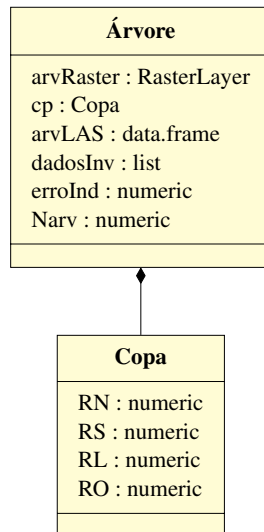 Árvore
arvRaster : RasterLayer
cp : Copa
arvLAS : data.frame
dadosInv : list
erroInd : numeric
Narv : numeric
Copa
RN : numeric
RS : numeric
RL : numeric
RO : numeric